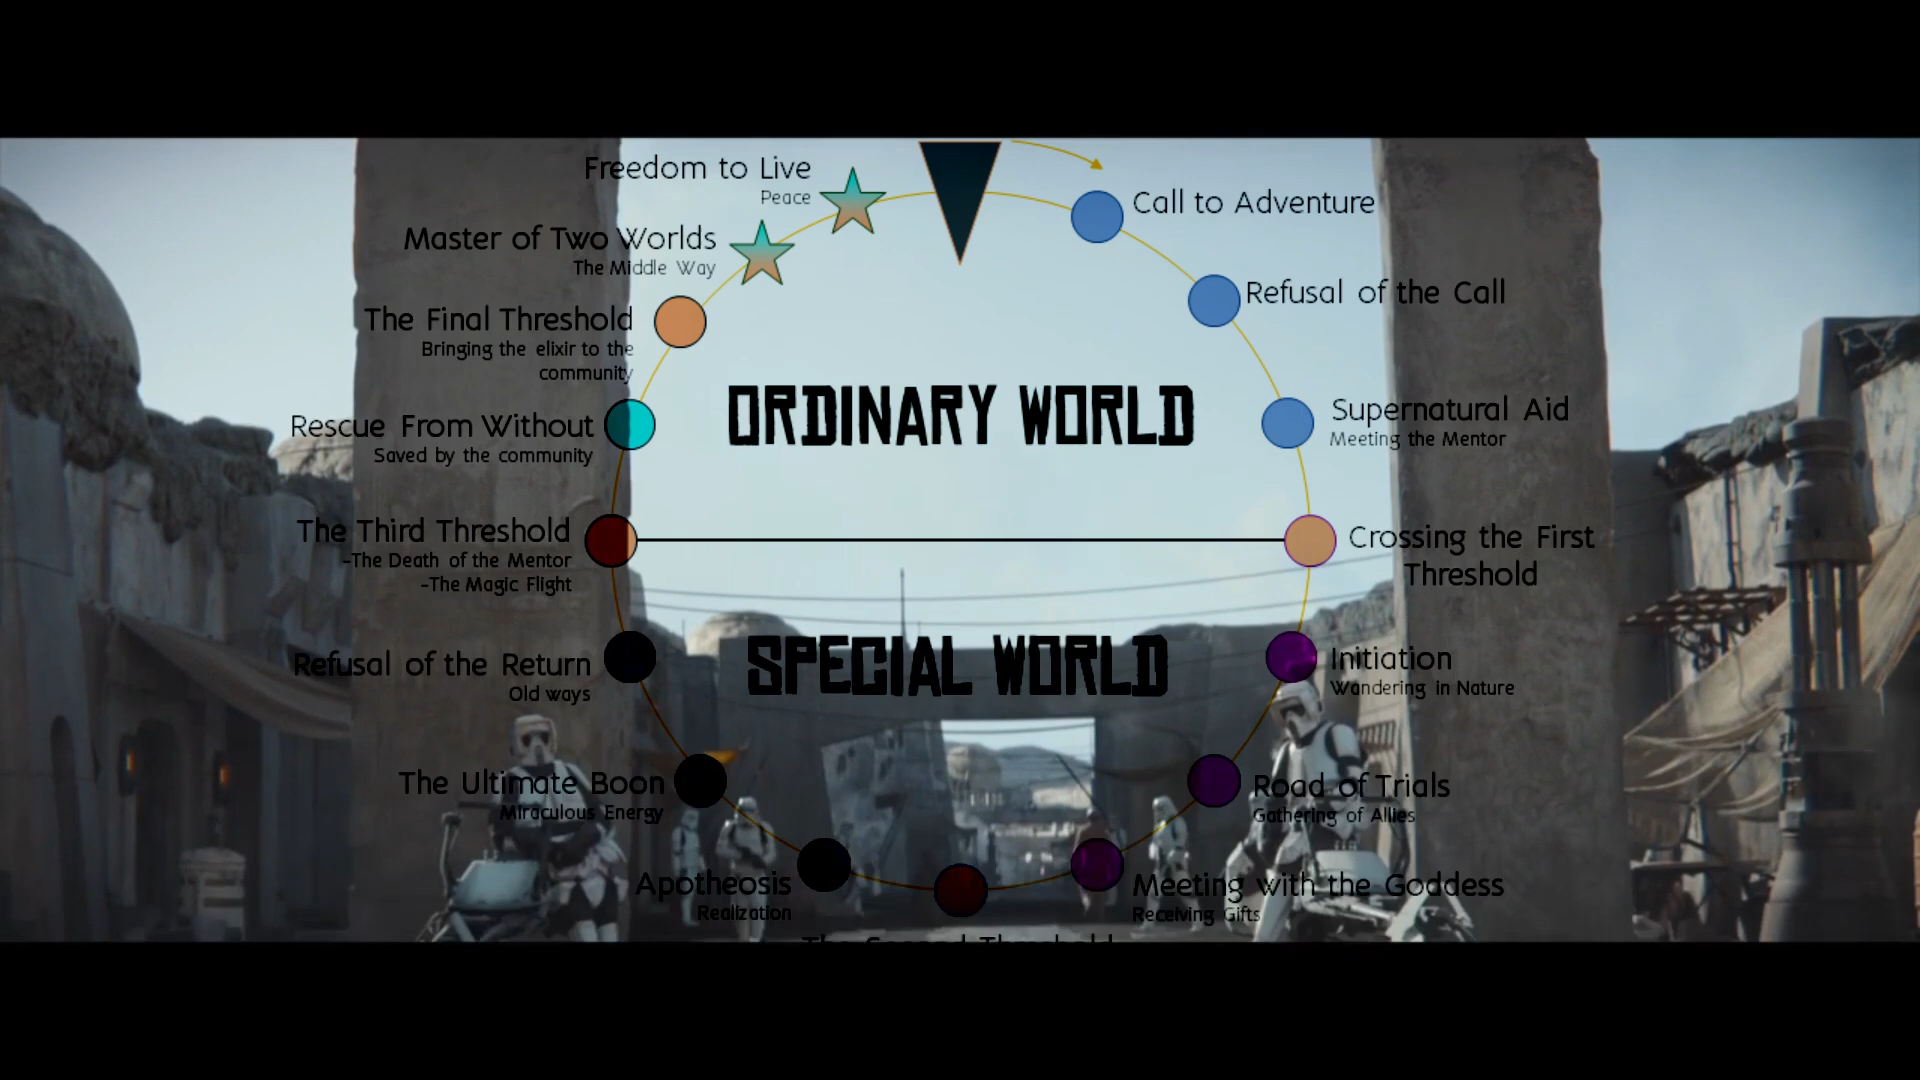 Freedom to Live
Peace
Master of Two Worlds
The Middle Way
The Final Threshold
Bringing the elixir to the
community
Rescue From Without
Saved by the community
The Third Threshold
-The Death of the Mentor
-The Magic Flight
Refusal of the Return
Old ways
The Ultimate Boon
Miraculous Energy
Apotheosis
Realization
ORDINARY WORLD
SPECIAL WORLD
Call to Adventure
Refusal of the Call
Supernatural Aid
Meeting the Mentor
Crossing the First
Threshold
Initiation
Wandering in Nature
Road of Trials
Gathering of Allies
Meeting with the Goddess
Receiving Gifts
The Second Threshold